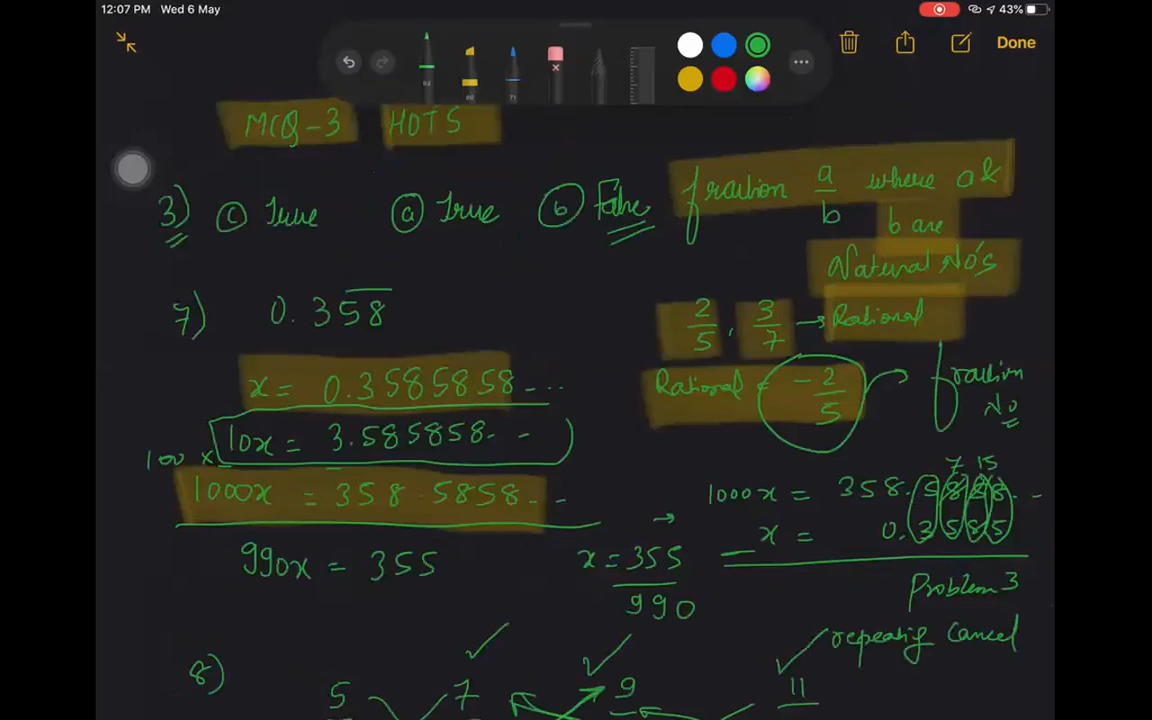 12:07 PM Wed 6 May
43%
Done
MCQ-3 HOTS
3) (c) True (a) True (b) False
fraction a/b where a &
b are
Natural No's
2/5, 3/7 → Rational
7) 0.358
Rational = -2/5
fraction
No
x = 0.3585858...
10x = 3.585858--
100 x
1000x = 358.5858--
990x = 355
→ x = 355/990
7 15
1000x = 358.5858--
x = 0.3585
Problem 3
repeating cancel
8)
5 7 9 11